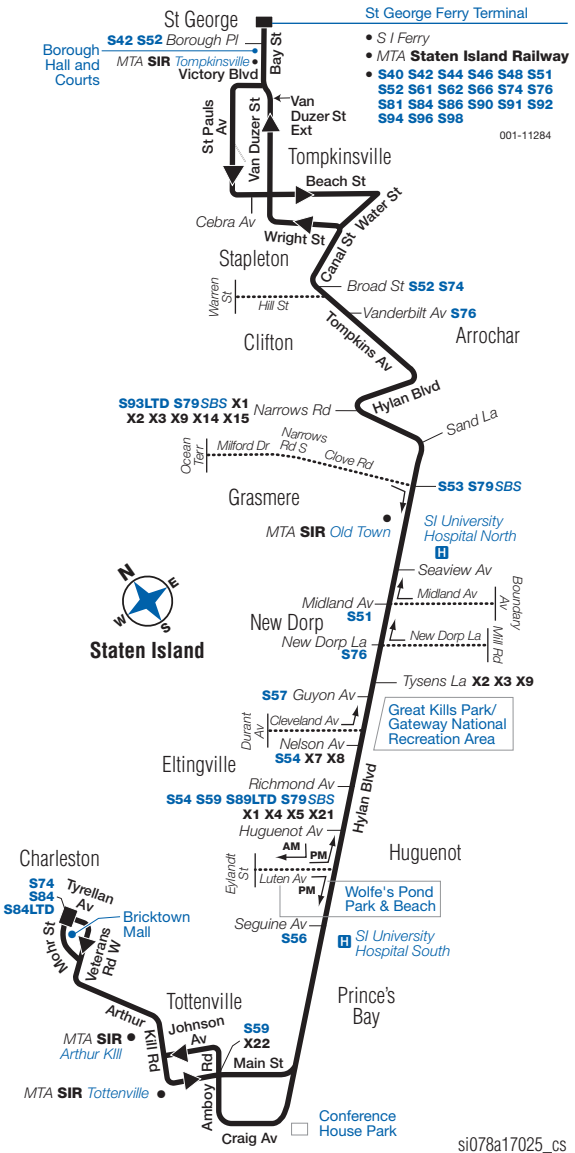 St George
St George Ferry Terminal
S42 S52 Borough Pl
Bay St
• S I Ferry
Borough
Hall and
Courts
MTA SIR Tompkinsville
• MTA Staten Island Railway
Victory Blvd
• S40 S42 S44 S46 S48 S51
S52 S61 S62 S66 S74 S76
S81 S84 S86 S90 S91 S92
S94 S96 S98
001-11284
St Pauls
Av
Van Duzer St
Van
Duzer St
Ext
Tompkinsville
Beach St
Water St
Cebra Av
Wright St
Canal St
Stapleton
Broad St S52 S74
Warren
St
Hill St
Vanderbilt Av S76
Tompkins Av
Clifton
Arrochar
Hylan Blvd
S93LTD S79SBS X1
X2 X3 X9 X14 X15
Narrows Rd
Sand La
Ocean
Terr
Milford Dr
Narrows
Rd S
Clove Rd
S53 S79SBS
Grasmere
MTA SIR Old Town
SI University
Hospital North
H
Seaview Av
N
E
W
S
Staten Island
Midland Av
Boundary
Av
Midland Av
S51
New Dorp
New Dorp La
Mill Rd
New Dorp La
S76
Tysens La X2 X3 X9
S57 Guyon Av
Great Kills Park/
Gateway National
Recreation Area
Durant
Av
Cleveland Av
Nelson Av
S54 X7 X8
Eltingville
Hylan Blvd
Richmond Av
S54 S59 S89LTD S79SBS
X1 X4 X5 X21
Huguenot Av
AM
PM
Huguenot
Eylandt
St
Luten Av
PM
Wolfe's Pond
Park & Beach
Charleston
S74
S84
S84LTD
Tyrellan
Av
Bricktown
Mall
Mohr St
Veterans
Rd W
Seguine Av
S56
H
SI University
Hospital South
Prince's
Bay
Tottenville
Arthur
Kill Rd
Johnson
Av
S59
X22
MTA SIR
Arthur KIll
Main St
Amboy Rd
MTA SIR Tottenville
Craig Av
Conference
House Park
si078a17025_cs